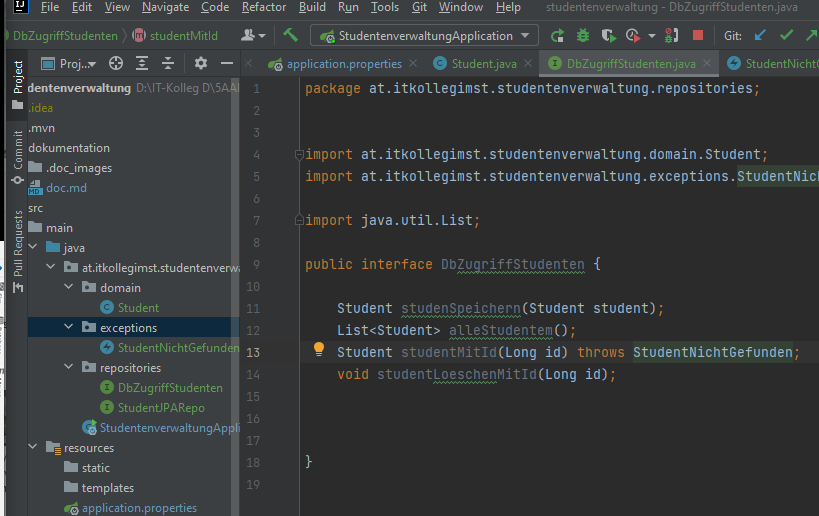 File Edit View Navigate Code Refactor Build Run Tools Git Window Help studentenverwaltung - DbZugriffStudenten.java
DbZugriffStudenten studentMitId StudentenverwaltungApplication Git:
Proj... application.properties Student.java DbZugriffStudenten.java StudentNichtG
Project
Commit
Pull Requests
dentenverwaltung D:\IT-Kolleg D\5AAI
.idea
.mvn
dokumentation
.doc_images
MD doc.md
src
main
java
at.itkollegimst.studentenverwa
domain
Student
exceptions
StudentNichtGefunden
repositories
DbZugriffStudenten
StudentJPARepo
StudentenverwaltungAppli
resources
static
templates
application.properties
1 package at.itkollegimst.studentenverwaltung.repositories;
2
3
4 import at.itkollegimst.studentenverwaltung.domain.Student;
5 import at.itkollegimst.studentenverwaltung.exceptions.StudentNich
6
7 import java.util.List;
8
9 public interface DbZugriffStudenten {
10
11 Student studenSpeichern(Student student);
12 List<Student> alleStudentem();
13 Student studentMitId(Long id) throws StudentNichtGefunden;
14 void studentLoeschenMitId(Long id);
15
16
17
18 }
19